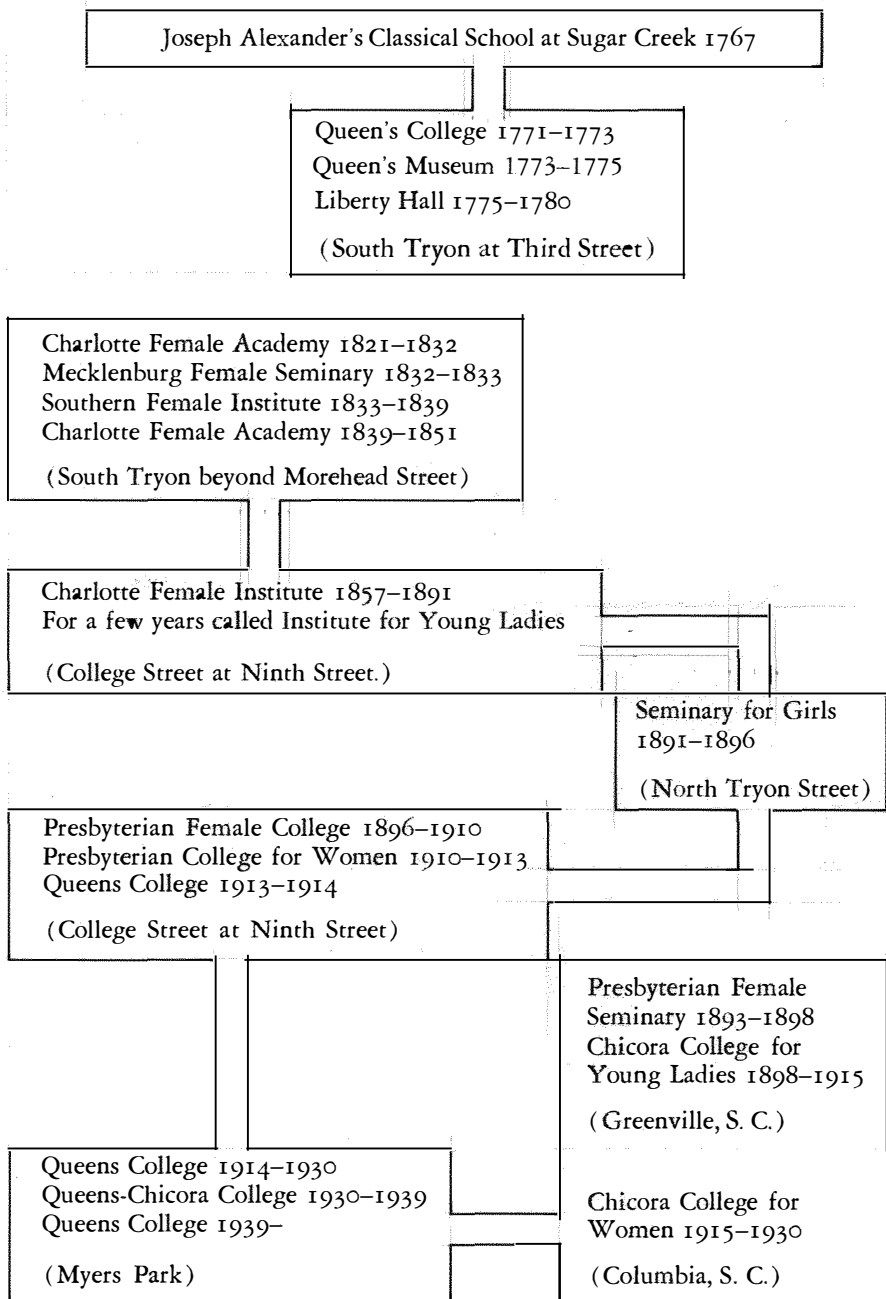 Joseph Alexander's Classical School at Sugar Creek 1767
Queen's College 1771–1773
Queen's Museum 1773–1775
Liberty Hall 1775–1780
(South Tryon at Third Street)
Charlotte Female Academy 1821–1832
Mecklenburg Female Seminary 1832–1833
Southern Female Institute 1833–1839
Charlotte Female Academy 1839–1851
(South Tryon beyond Morehead Street)
Charlotte Female Institute 1857–1891
For a few years called Institute for Young Ladies
(College Street at Ninth Street.)
Seminary for Girls
1891–1896
(North Tryon Street)
Presbyterian Female College 1896–1910
Presbyterian College for Women 1910–1913
Queens College 1913–1914
(College Street at Ninth Street)
Presbyterian Female
Seminary 1893–1898
Chicora College for
Young Ladies 1898–1915
(Greenville, S. C.)
Queens College 1914–1930
Queens-Chicora College 1930–1939
Queens College 1939–
(Myers Park)
Chicora College for
Women 1915–1930
(Columbia, S. C.)